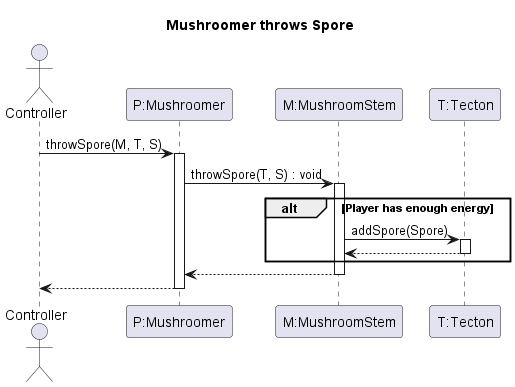 Mushroomer throws Spore
Controller
P:Mushroomer
M:MushroomStem
T:Tecton
throwSpore(M, T, S)
throwSpore(T, S) : void
alt
[Player has enough energy]
addSpore(Spore)
Controller
P:Mushroomer
M:MushroomStem
T:Tecton